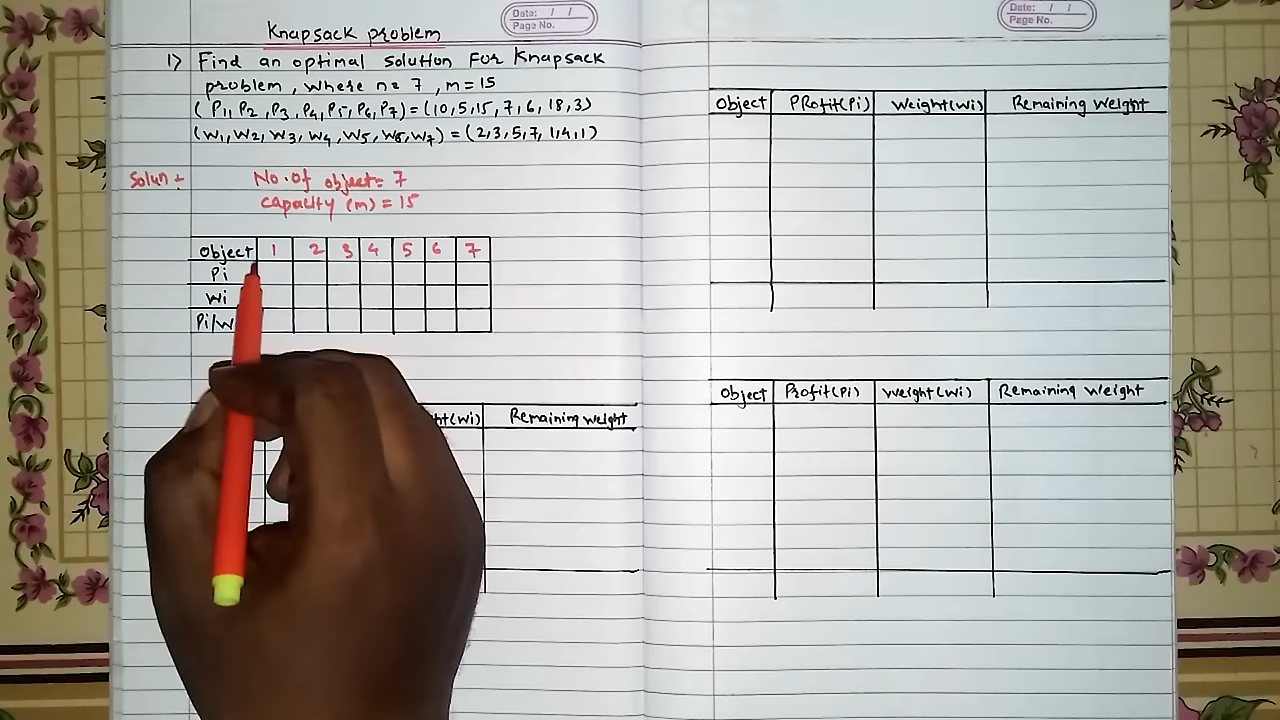 Date: / /
Page No.
Knapsack problem
1) Find an optimal solution For Knapsack
problem, where n= 7, m=15
(P1, P2, P3, P4, P5, P6, P7) = (10,5,15,7,6,18,3)
(W1, W2, W3, W4, W5, W6, W7) = (2,3,5,7,1,4,1)
Solun:-
No. of object= 7
capacity (m) = 15
Object 1 2 3 4 5 6 7
Pi
Wi
Pi/w
ht(Wi) Remaining weight
Date: / /
Page No.
Object PRofit(Pi) Weight(Wi) Remaining Weight
Object Profit(Pi) Weight(Wi) Remaining Weight